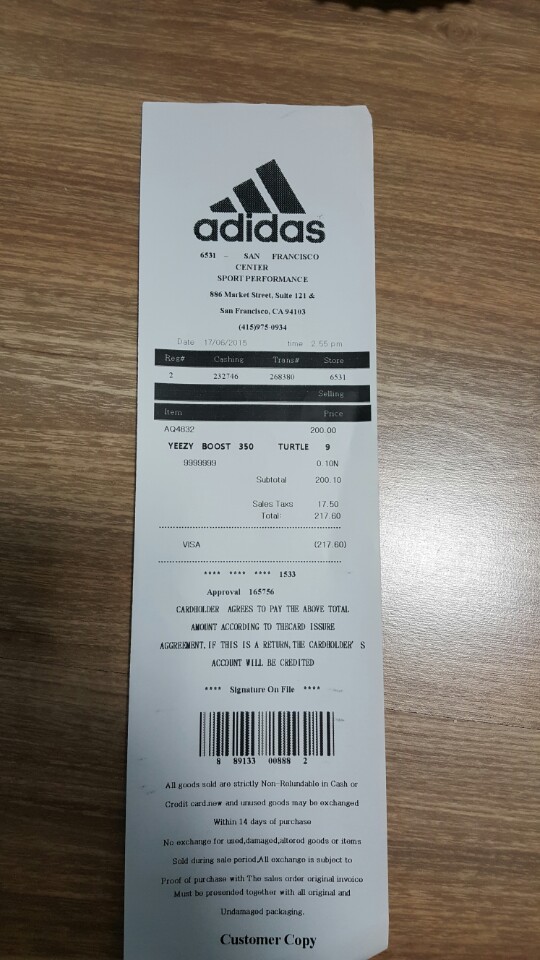 adidas
6531 - SAN FRANCISCO
CENTER
SPORT PERFORMANCE
886 Market Street, Suite 121 &
San Francisco, CA 94103
(415)975-0934
Date 17/06/2015 time 2:55 pm
Reg# Cashing Trans# Store
2 232746 268380 6531
Selling
Item Price
AQ4832 200.00
YEEZY BOOST 350 TURTLE 9
9999999 0.10N
Subtotal 200.10
Sales Taxs 17.50
Total: 217.60
VISA (217.60)
**** **** **** 1533
Approval 165756
CARDHOLDER AGREES TO PAY THE ABOVE TOTAL
AMOUNT ACCORDING TO THECARD ISSURE
AGGREEMENT.IF THIS IS A RETURN,THE CARDHOLDER'S
ACCOUNT WILL BE CREDITED
**** Signature On File ****
8 89133 00888 2
All goods sold are strictly Non-Relundable in Cash or
Credit card.new and unused goods may be exchanged
Within 14 days of purchase
No exchange for used,damaged,altered goods or items
Sold during sale period,All exchange is subject to
Proof of purchase with The sales order original invoice
Must be presended together with all original and
Undamaged packaging.
Customer Copy